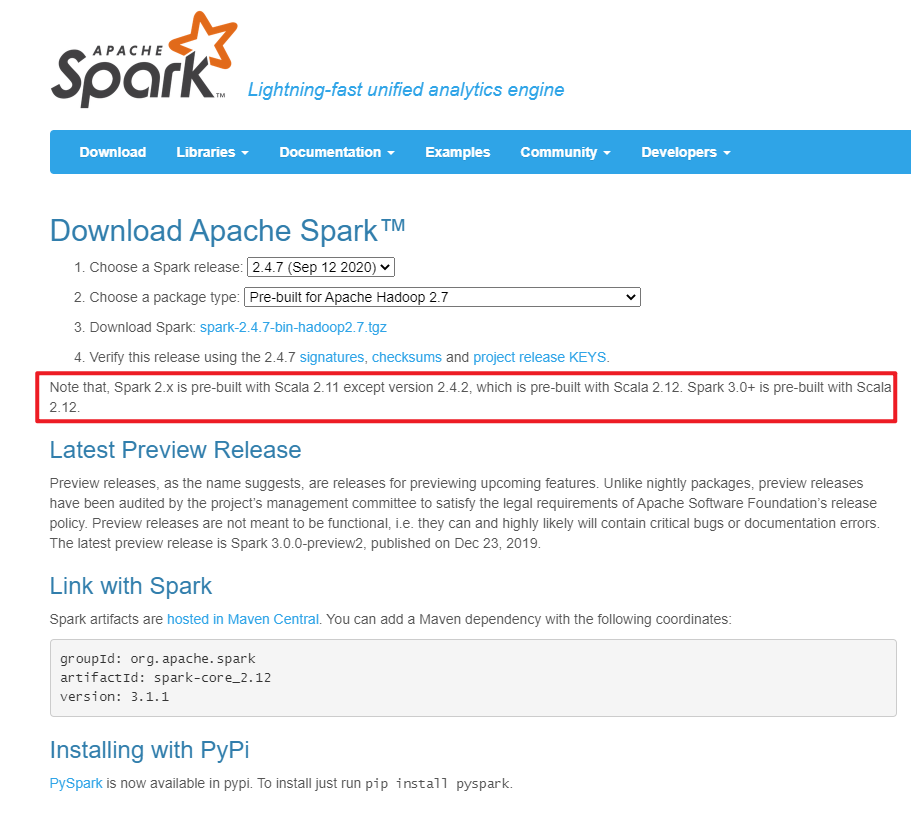 APACHE
Spark™
Lightning-fast unified analytics engine
Download Libraries Documentation Examples Community Developers
Download Apache Spark™
1. Choose a Spark release: 2.4.7 (Sep 12 2020)
2. Choose a package type: Pre-built for Apache Hadoop 2.7
3. Download Spark: spark-2.4.7-bin-hadoop2.7.tgz
4. Verify this release using the 2.4.7 signatures, checksums and project release KEYS.
Note that, Spark 2.x is pre-built with Scala 2.11 except version 2.4.2, which is pre-built with Scala 2.12. Spark 3.0+ is pre-built with Scala
2.12.
Latest Preview Release
Preview releases, as the name suggests, are releases for previewing upcoming features. Unlike nightly packages, preview releases
have been audited by the project’s management committee to satisfy the legal requirements of Apache Software Foundation’s release
policy. Preview releases are not meant to be functional, i.e. they can and highly likely will contain critical bugs or documentation errors.
The latest preview release is Spark 3.0.0-preview2, published on Dec 23, 2019.
Link with Spark
Spark artifacts are hosted in Maven Central. You can add a Maven dependency with the following coordinates:
groupId: org.apache.spark
artifactId: spark-core_2.12
version: 3.1.1
Installing with PyPi
PySpark is now available in pypi. To install just run pip install pyspark.